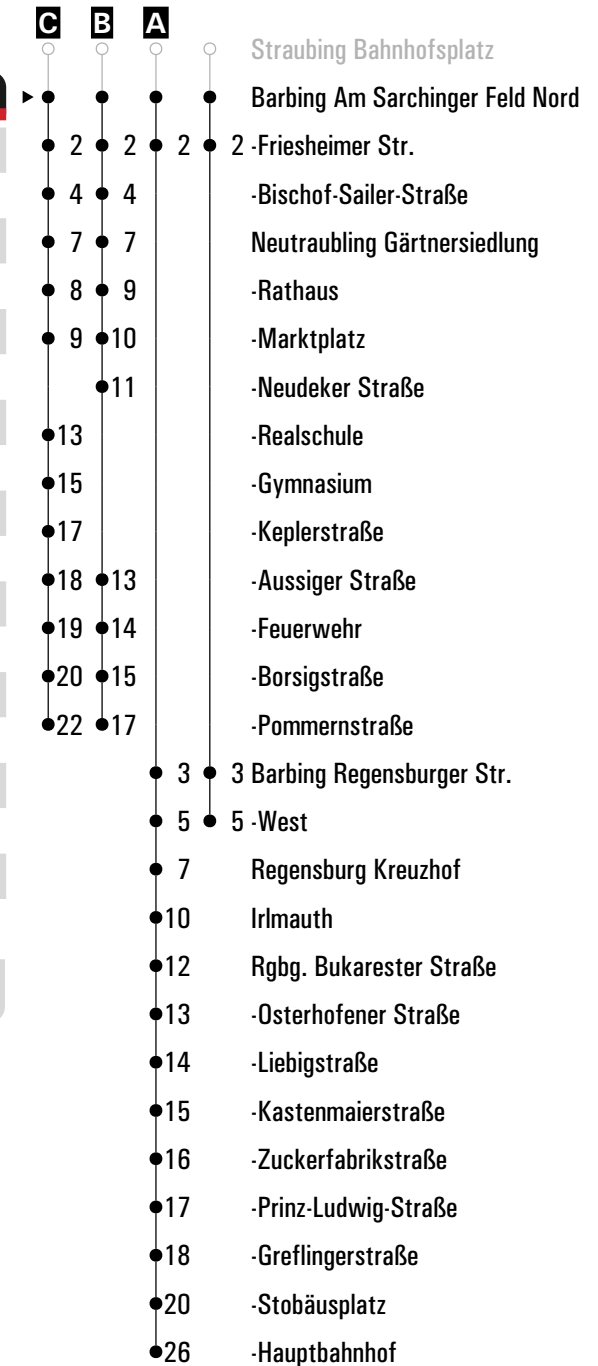 C B A
Straubing Bahnhofsplatz
Barbing Am Sarchinger Feld Nord
2 2 2 2 -Friesheimer Str.
4 4 -Bischof-Sailer-Straße
7 7 Neutraubling Gärtnersiedlung
8 9 -Rathaus
9 10 -Marktplatz
11 -Neudeker Straße
13 -Realschule
15 -Gymnasium
17 -Keplerstraße
18 13 -Aussiger Straße
19 14 -Feuerwehr
20 15 -Borsigstraße
22 17 -Pommernstraße
3 3 Barbing Regensburger Str.
5 5 -West
7 Regensburg Kreuzhof
10 Irlmauth
12 Rgbg. Bukarester Straße
13 -Osterhofener Straße
14 -Liebigstraße
15 -Kastenmaierstraße
16 -Zuckerfabrikstraße
17 -Prinz-Ludwig-Straße
18 -Greflingerstraße
20 -Stobäusplatz
26 -Hauptbahnhof